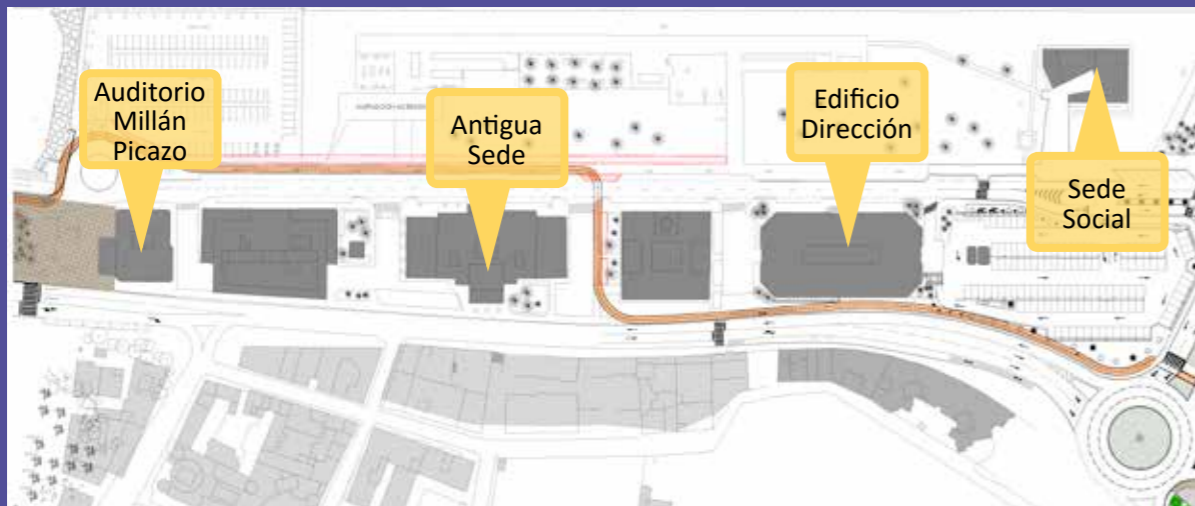 Auditorio
Millán
Picazo
Antigua
Sede
Edificio
Dirección
Sede
Social